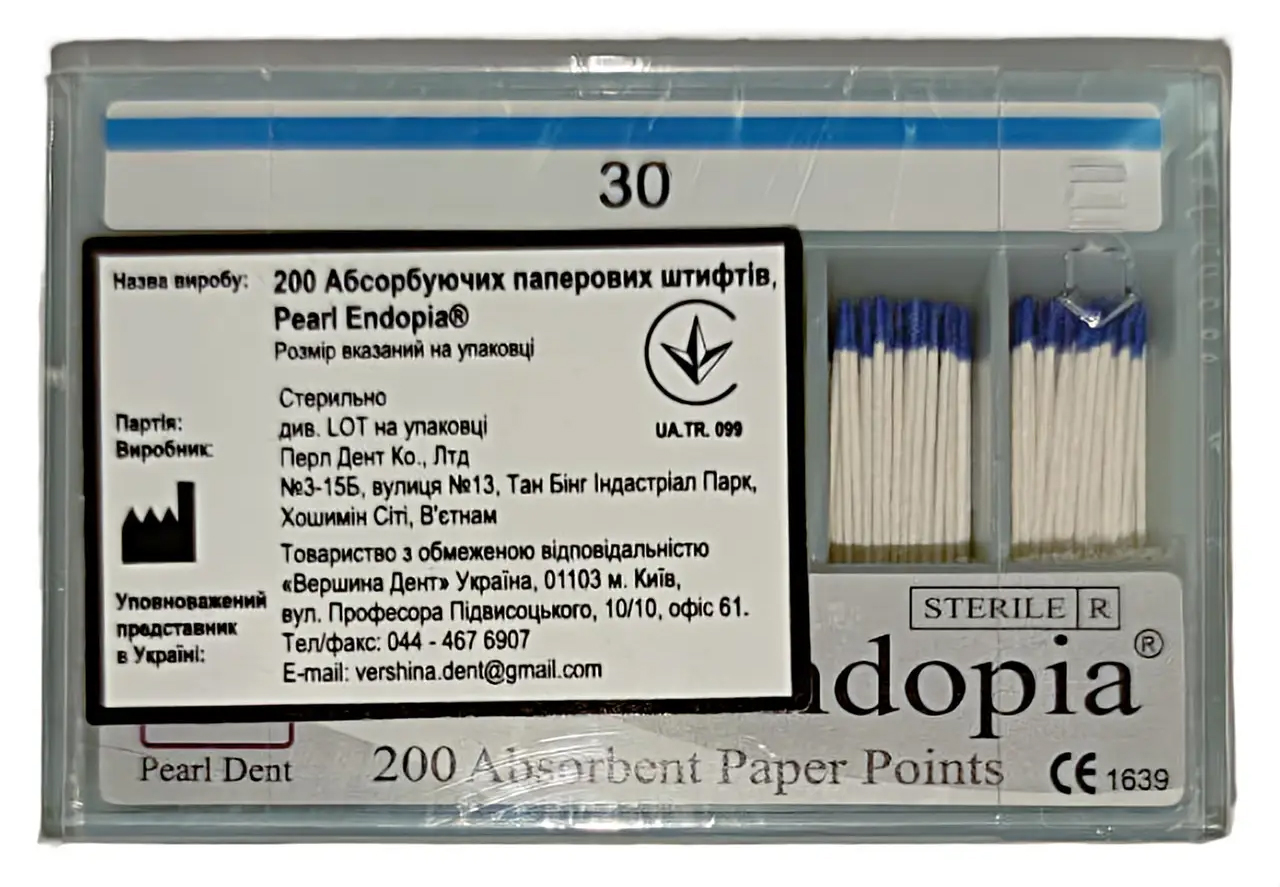 30
Назва виробу: 200 Абсорбуючих паперових штифтів,
Pearl Endopia®
Розмір вказаний на упаковці
Стерильно
Партія: див. LOT на упаковці
Виробник: Перл Дент Ко., Лтд
№3-15Б, вулиця №13, Тан Бінг Індастріал Парк,
Хошимін Сіті, В'єтнам
UA.TR. 099
Товариство з обмеженою відповідальністю
«Вершина Дент» Україна, 01103 м. Київ,
Уповноважений вул. Професора Підвисоцького, 10/10, офіс 61.
представник Тел/факс: 044 - 467 6907
в Україні: E-mail: vershina.dent@gmail.com
STERILE R
ndopia®
Pearl Dent
200 Absorbent Paper Points
CE 1639